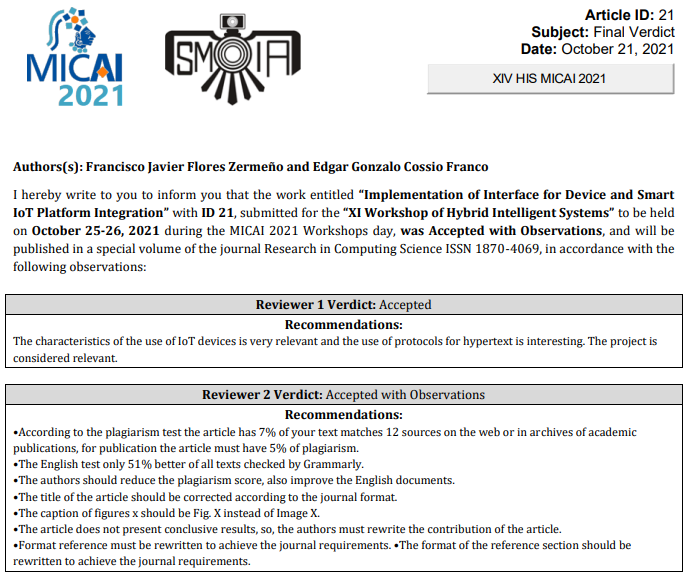 Article ID: 21
Subject: Final Verdict
Date: October 21, 2021
MICAI
2021
SMIA
XIV HIS MICAI 2021
Authors(s): Francisco Javier Flores Zermeño and Edgar Gonzalo Cossio Franco
I hereby write to you to inform you that the work entitled “Implementation of Interface for Device and Smart
IoT Platform Integration” with ID 21, submitted for the “XI Workshop of Hybrid Intelligent Systems” to be held
on October 25-26, 2021 during the MICAI 2021 Workshops day, was Accepted with Observations, and will be
published in a special volume of the journal Research in Computing Science ISSN 1870-4069, in accordance with the
following observations:
Reviewer 1 Verdict: Accepted
Recommendations:
The characteristics of the use of IoT devices is very relevant and the use of protocols for hypertext is interesting. The project is
considered relevant.
Reviewer 2 Verdict: Accepted with Observations
Recommendations:
•According to the plagiarism test the article has 7% of your text matches 12 sources on the web or in archives of academic
publications, for publication the article must have 5% of plagiarism.
•The English test only 51% better of all texts checked by Grammarly.
•The authors should reduce the plagiarism score, also improve the English documents.
•The title of the article should be corrected according to the journal format.
•The caption of figures x should be Fig. X instead of Image X.
•The article does not present conclusive results, so, the authors must rewrite the contribution of the article.
•Format reference must be rewritten to achieve the journal requirements. •The format of the reference section should be
rewritten to achieve the journal requirements.